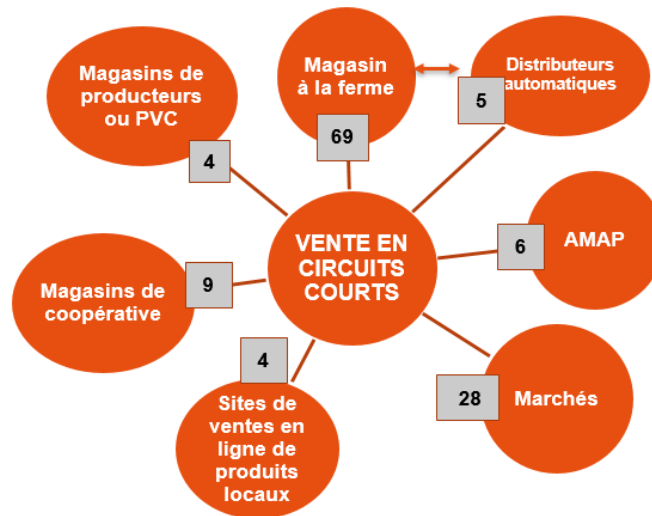 Magasins de
producteurs
ou PVC
4
Magasin
à la ferme
69
Distributeurs
automatiques
5
VENTE EN
CIRCUITS
COURTS
AMAP
6
Magasins de
coopérative
9
Marchés
28
4
Sites de
ventes en
ligne de
produits
locaux